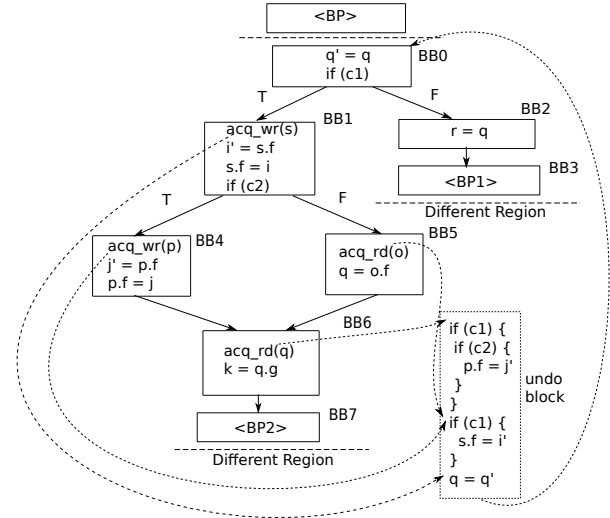 <BP>
q' = q
if (c1)
BB0
T
F
acq_wr(s)
i' = s.f
s.f = i
if (c2)
BB1
r = q
BB2
<BP1>
BB3
Different Region
T
F
acq_wr(p)
j' = p.f
p.f = j
BB4
acq_rd(o)
q = o.f
BB5
acq_rd(q)
k = q.g
BB6
<BP2>
BB7
Different Region
if (c1) {
if (c2) {
p.f = j'
}
}
if (c1) {
s.f = i'
}
q = q'
undo
block